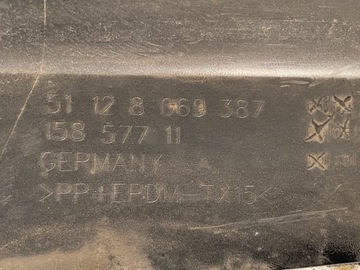 51 12 8 069 387
158 577 11
GERMANY A
>PP+EPDM-TX15<